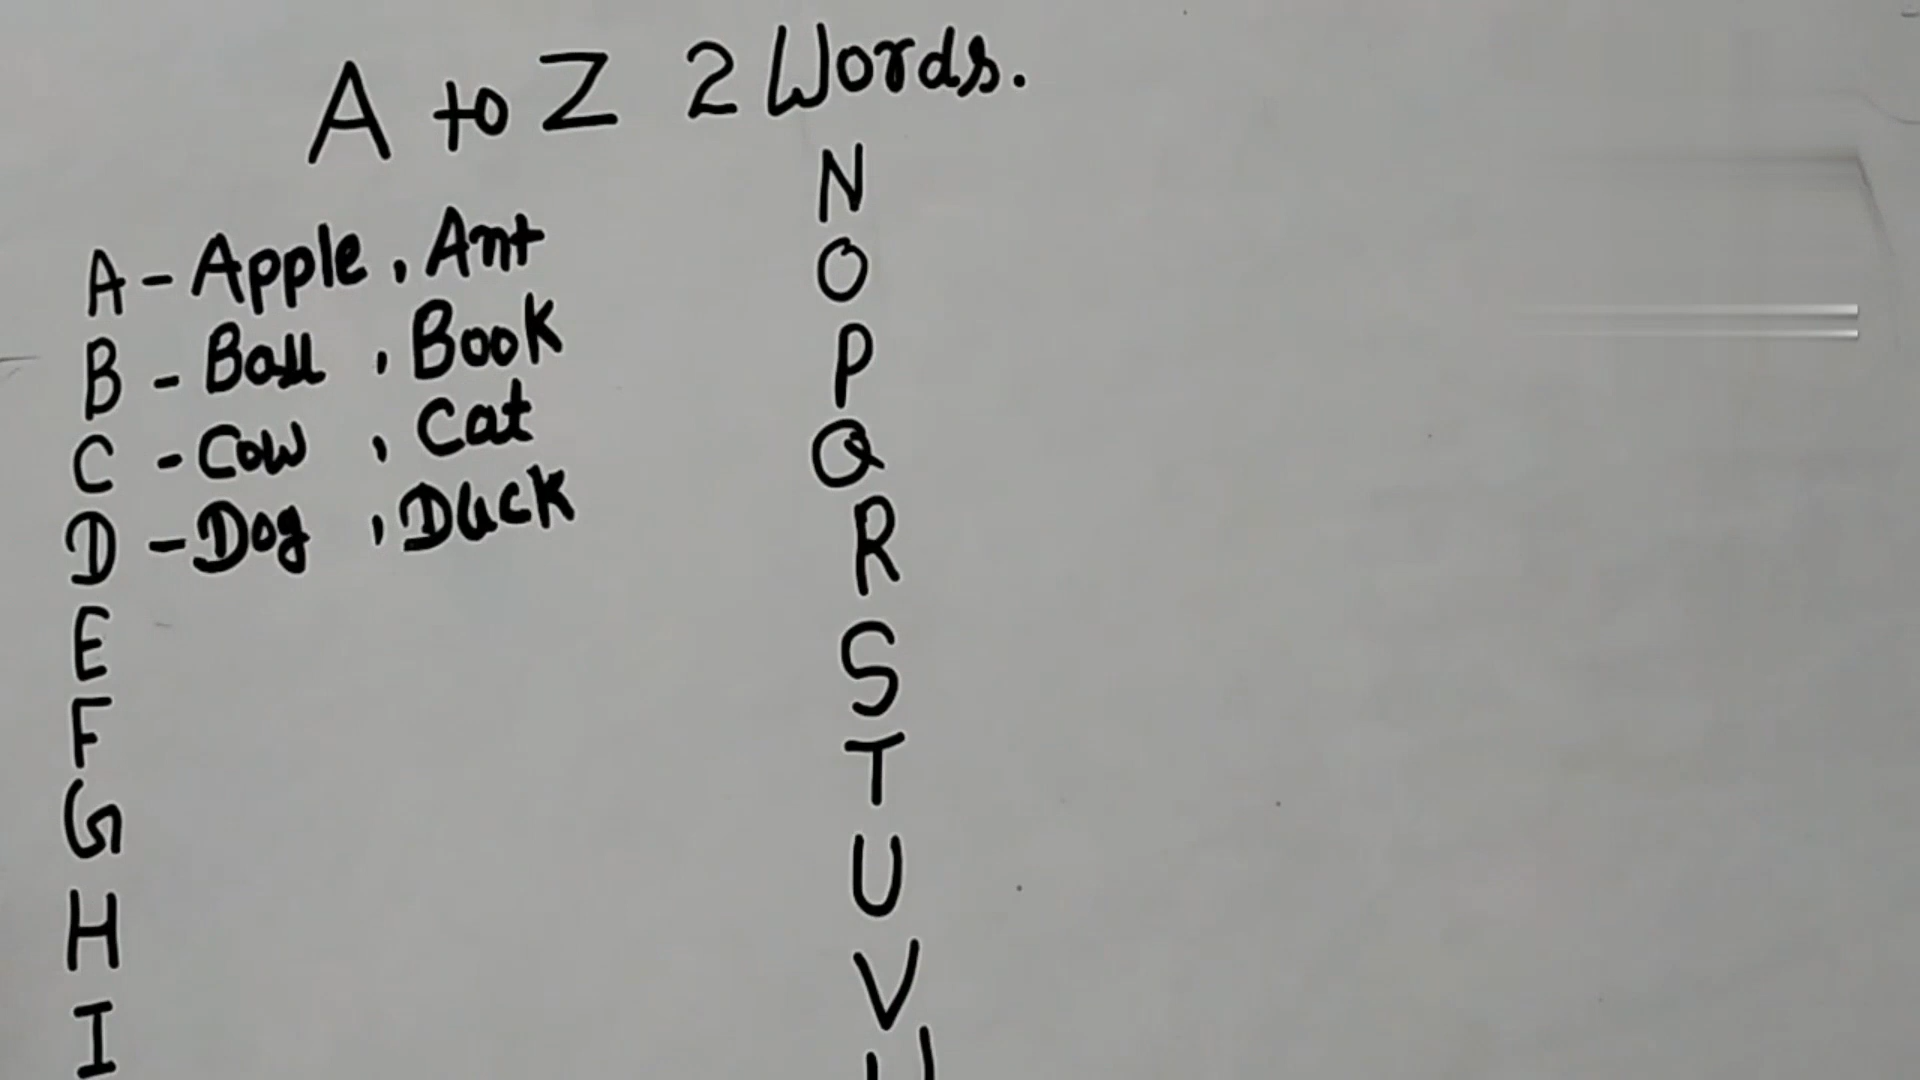 A to Z 2 Words.
A - Apple, Ant
B - Ball, Book
C - Cow, Cat
D - Dog, Duck
E
F
G
H
I
N
O
P
Q
R
S
T
U
V